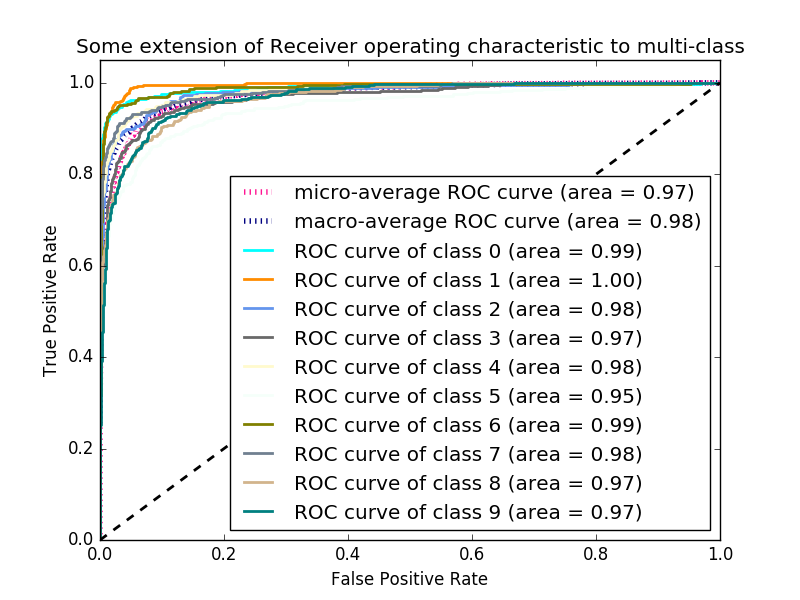 Some extension of Receiver operating characteristic to multi-class
1.0
0.8
0.6
0.4
0.2
0.0
True Positive Rate
micro-average ROC curve (area = 0.97)
macro-average ROC curve (area = 0.98)
ROC curve of class 0 (area = 0.99)
ROC curve of class 1 (area = 1.00)
ROC curve of class 2 (area = 0.98)
ROC curve of class 3 (area = 0.97)
ROC curve of class 4 (area = 0.98)
ROC curve of class 5 (area = 0.95)
ROC curve of class 6 (area = 0.99)
ROC curve of class 7 (area = 0.98)
ROC curve of class 8 (area = 0.97)
ROC curve of class 9 (area = 0.97)
0.0 0.2 0.4 0.6 0.8 1.0
False Positive Rate